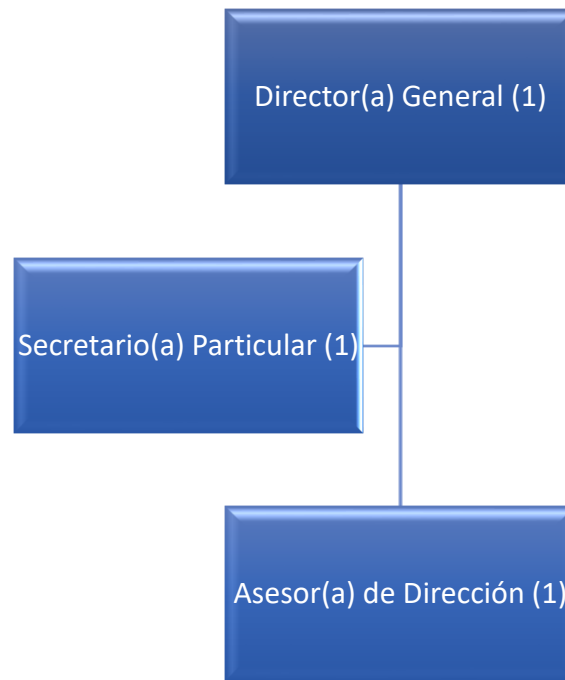 Director(a) General (1)
Secretario(a) Particular (1)
Asesor(a) de Dirección (1)